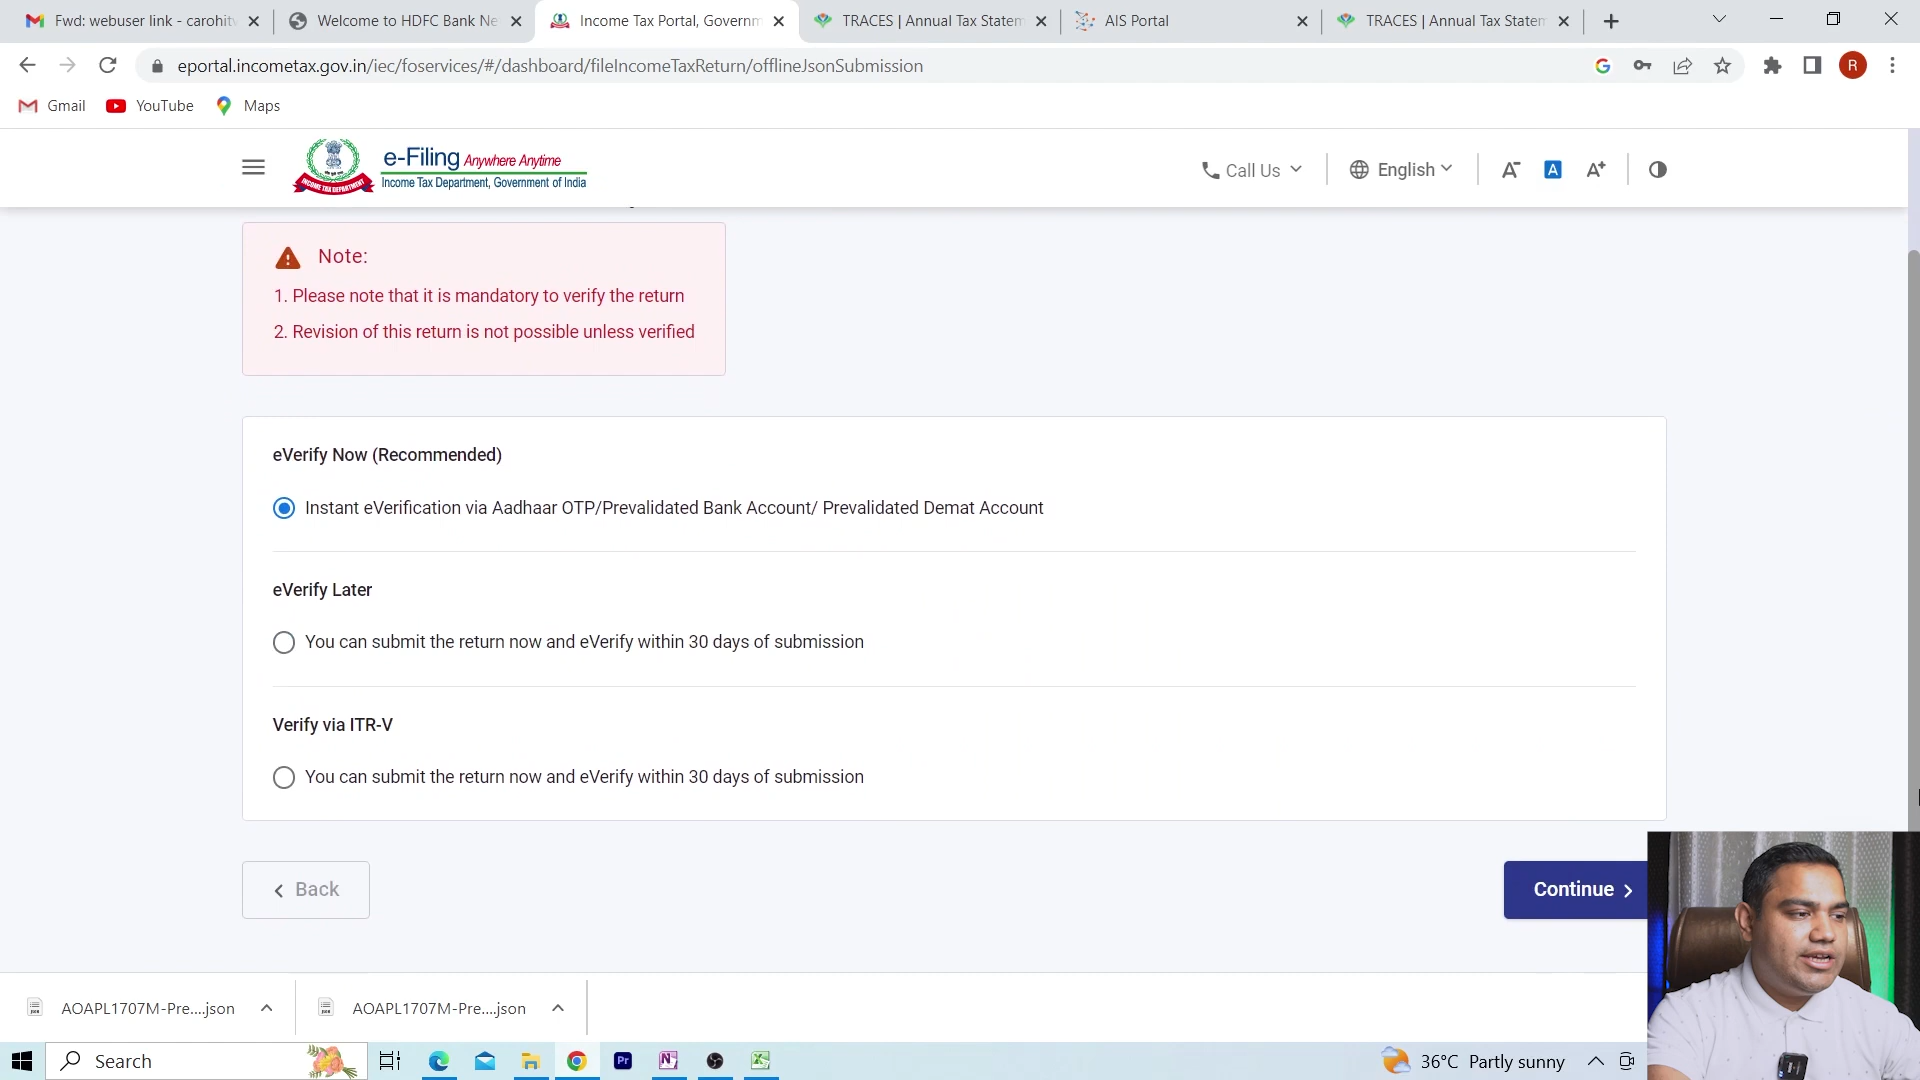 Fwd: webuser link - carohitv
Welcome to HDFC Bank Ne
Income Tax Portal, Governm
TRACES | Annual Tax Statem
AIS Portal
TRACES | Annual Tax Statem
eportal.incometax.gov.in/iec/foservices/#/dashboard/fileIncomeTaxReturn/offlineJsonSubmission
R
Gmail
YouTube
Maps
INCOME TAX DEPARTMENT
e-Filing Anywhere Anytime
Income Tax Department, Government of India
Call Us
English
A-
A
A+
Note:
1. Please note that it is mandatory to verify the return
2. Revision of this return is not possible unless verified
eVerify Now (Recommended)
Instant eVerification via Aadhaar OTP/Prevalidated Bank Account/ Prevalidated Demat Account
eVerify Later
You can submit the return now and eVerify within 30 days of submission
Verify via ITR-V
You can submit the return now and eVerify within 30 days of submission
Back
Continue
AOAPL1707M-Pre....json
AOAPL1707M-Pre....json
Search
Pr
36°C Partly sunny